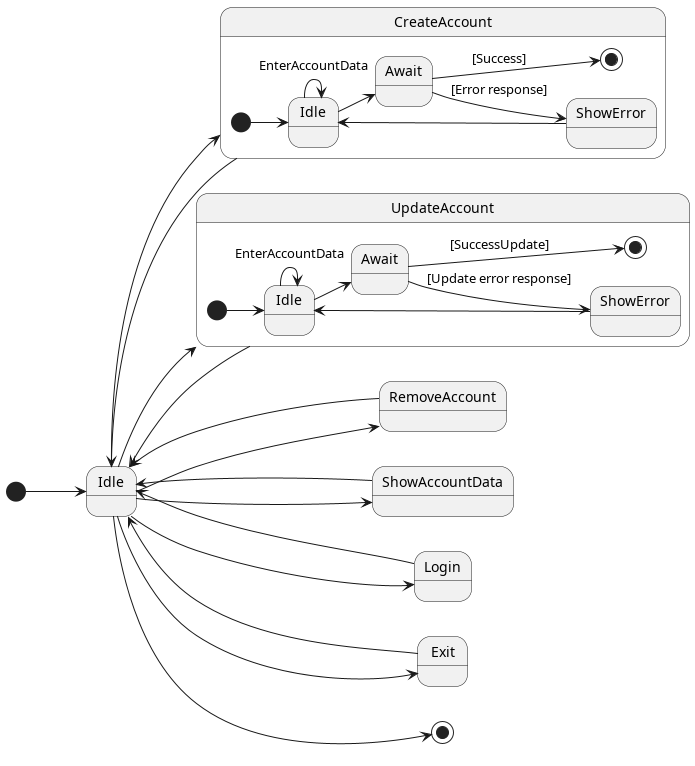 CreateAccount
EnterAccountData
Await
[Success]
[Error response]
Idle
ShowError
UpdateAccount
EnterAccountData
Await
[SuccessUpdate]
[Update error response]
Idle
ShowError
RemoveAccount
Idle
ShowAccountData
Login
Exit